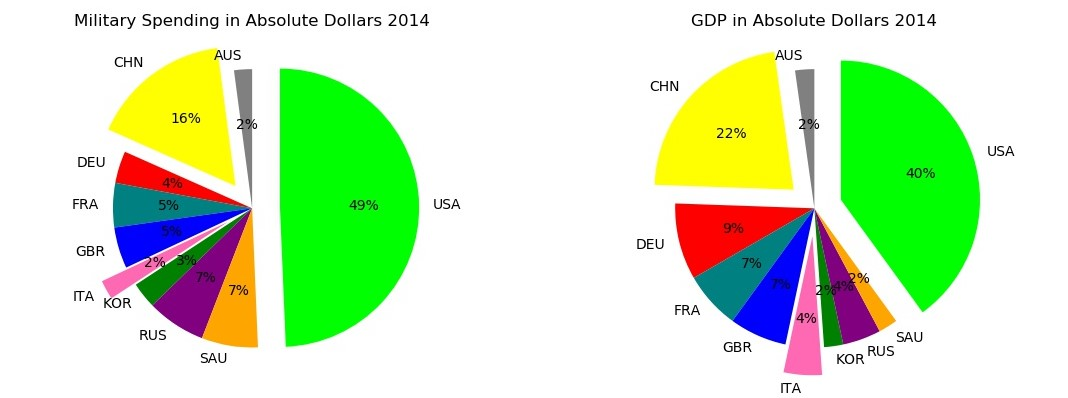 Military Spending in Absolute Dollars 2014
AUS
CHN
2%
16%
DEU
4%
FRA
5%
49%
USA
GBR
5%
ITA
2%
KOR
3%
RUS
7%
SAU
7%
GDP in Absolute Dollars 2014
AUS
CHN
2%
22%
USA
40%
DEU
9%
FRA
7%
GBR
7%
ITA
4%
KOR
2%
RUS
4%
SAU
2%